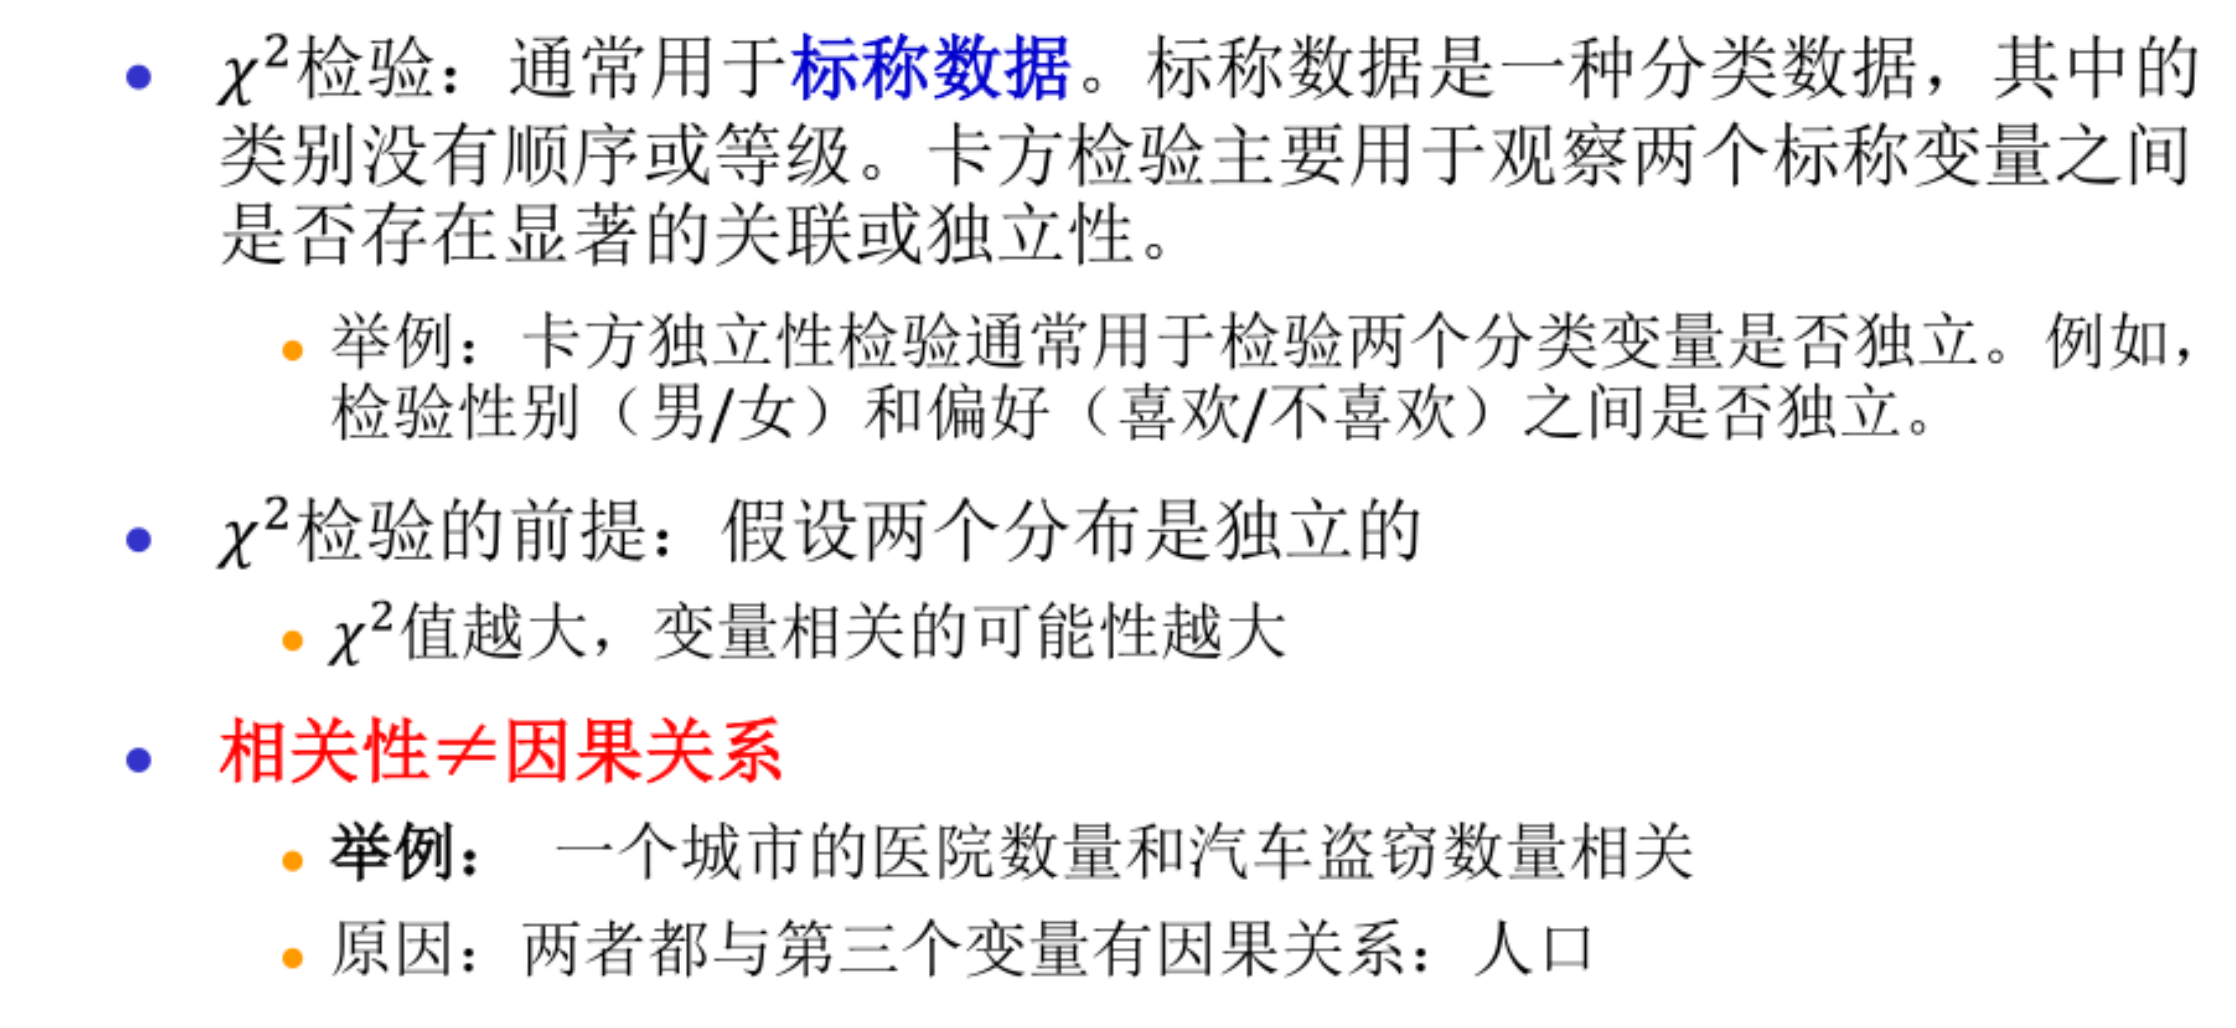 χ²检验：通常用于标称数据。标称数据是一种分类数据，其中的
类别没有顺序或等级。卡方检验主要用于观察两个标称变量之间
是否存在显著的关联或独立性。
举例：卡方独立性检验通常用于检验两个分类变量是否独立。例如，
检验性别（男/女）和偏好（喜欢/不喜欢）之间是否独立。
χ²检验的前提：假设两个分布是独立的
χ²值越大，变量相关的可能性越大
相关性≠因果关系
举例： 一个城市的医院数量和汽车盗窃数量相关
原因：两者都与第三个变量有因果关系：人口